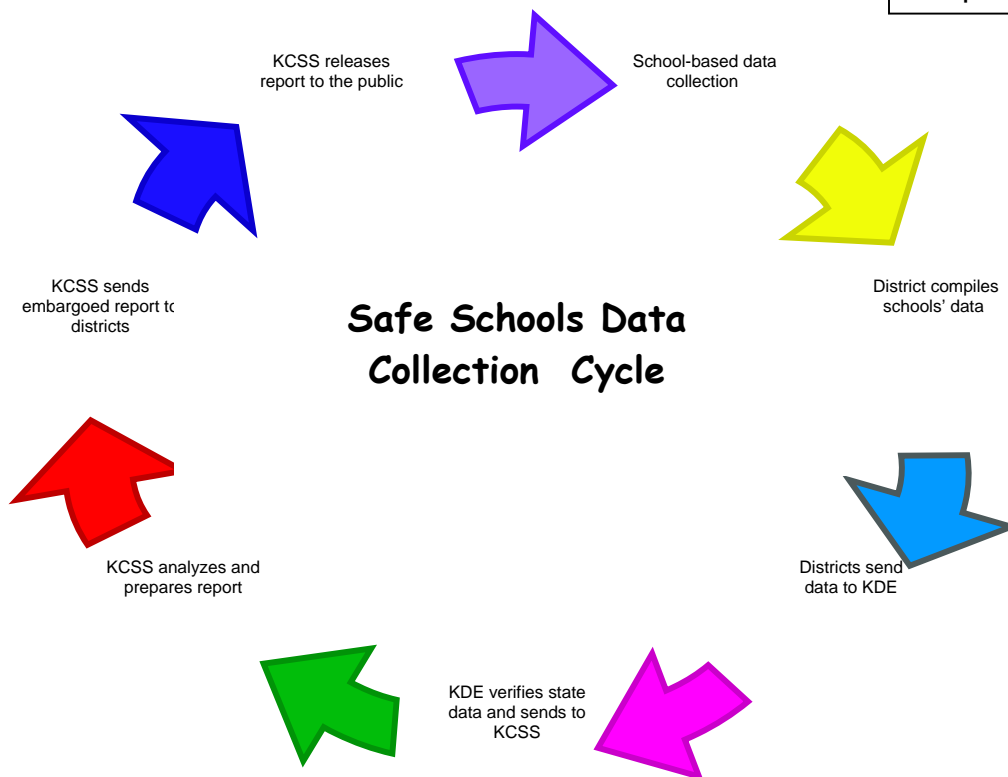 KCSS releases
report to the public
School-based data
collection
District compiles
schools' data
Districts send
data to KDE
KDE verifies state
data and sends to
KCSS
KCSS analyzes and
prepares report
KCSS sends
embargoed report to
districts
Safe Schools Data
Collection Cycle